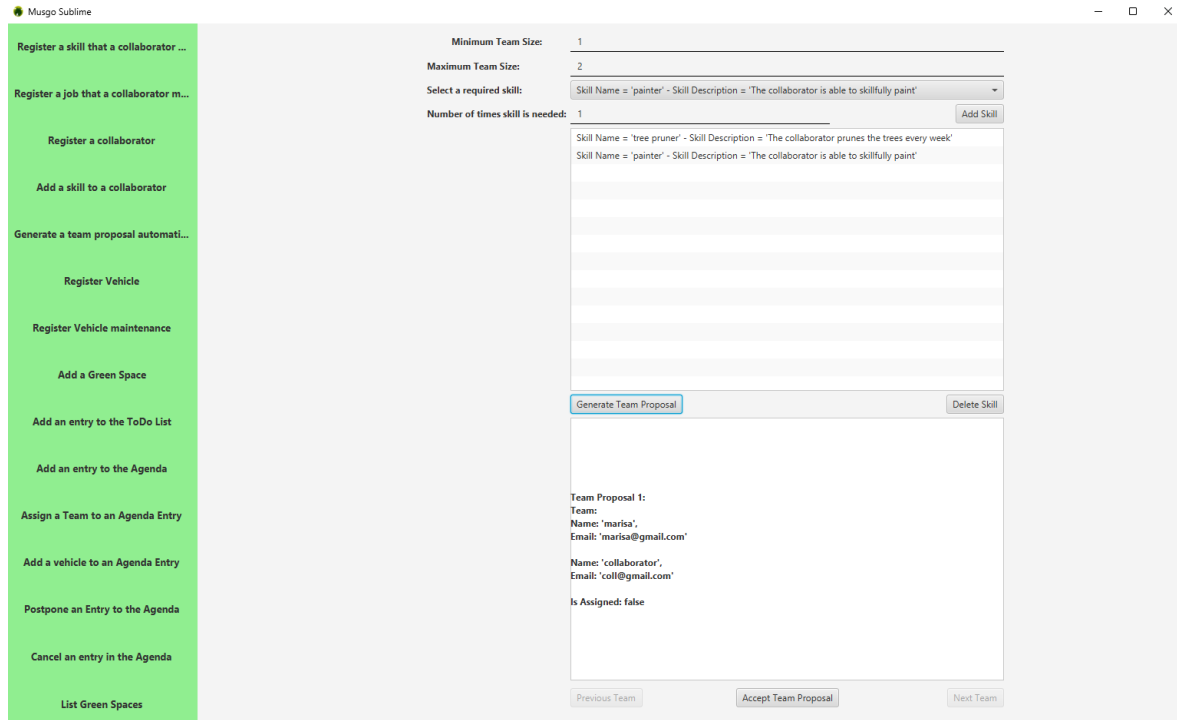 Musgo Sublime
Register a skill that a collaborator ...
Register a job that a collaborator m...
Register a collaborator
Add a skill to a collaborator
Generate a team proposal automati...
Register Vehicle
Register Vehicle maintenance
Add a Green Space
Add an entry to the ToDo List
Add an entry to the Agenda
Assign a Team to an Agenda Entry
Add a vehicle to an Agenda Entry
Postpone an Entry to the Agenda
Cancel an entry in the Agenda
List Green Spaces
Minimum Team Size: 1
Maximum Team Size: 2
Select a required skill: Skill Name = 'painter' - Skill Description = 'The collaborator is able to skillfully paint'
Number of times skill is needed: 1 Add Skill
Skill Name = 'tree pruner' - Skill Description = 'The collaborator prunes the trees every week'
Skill Name = 'painter' - Skill Description = 'The collaborator is able to skillfully paint'
Generate Team Proposal Delete Skill
Team Proposal 1:
Team:
Name: 'marisa',
Email: 'marisa@gmail.com'
Name: 'collaborator',
Email: 'coll@gmail.com'
Is Assigned: false
Previous Team Accept Team Proposal Next Team